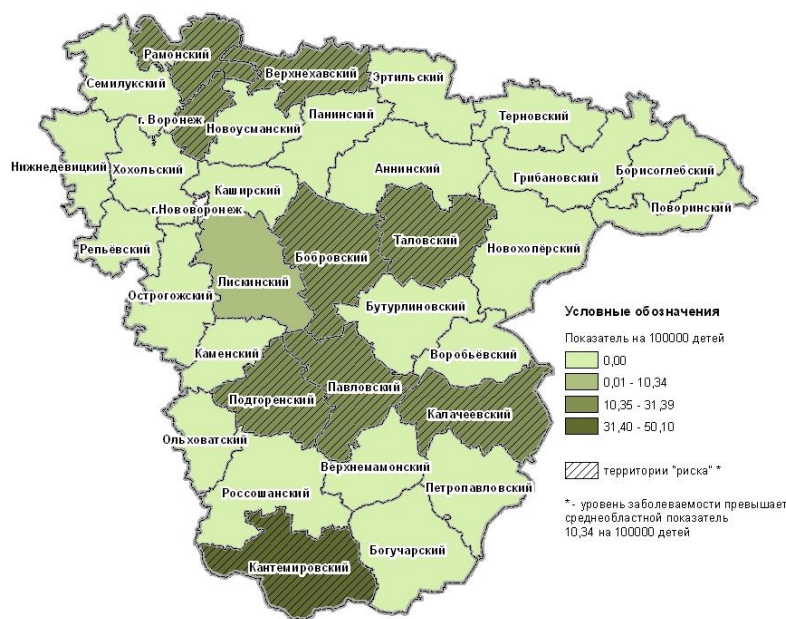 Рамонский
Верхнехавский
Эртильский
Семилукский
Терновский
г. Воронеж
Новоусманский
Панинский
Нижнедевицкий
Хохольский
Аннинский
Грибановский
Борисоглебский
Каширский
Поворинский
г.Нововоронеж
Репьёвский
Таловский
Новохопёрский
Бобровский
Лискинский
Острогожский
Бутурлиновский
Каменский
Воробьёвский
Павловский
Подгоренский
Калачеевский
Ольховатский
Верхнемамонский
Россошанский
Петропавловский
Богучарский
Кантемировский
Условные обозначения
Показатель на 100000 детей
0,00
0,01 - 10,34
10,35 - 31,39
31,40 - 50,10
территории "риска" *
* - уровень заболеваемости превышает
среднеобластной показатель
10,34 на 100000 детей